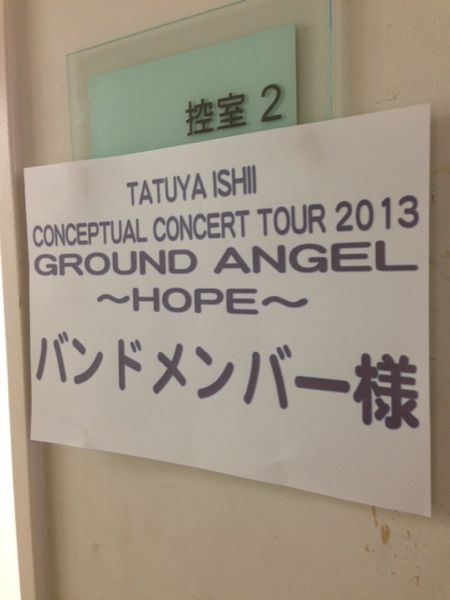 控室 2
TATUYA ISHII
CONCEPTUAL CONCERT TOUR 2013
GROUND ANGEL
～HOPE～
バンドメンバー様